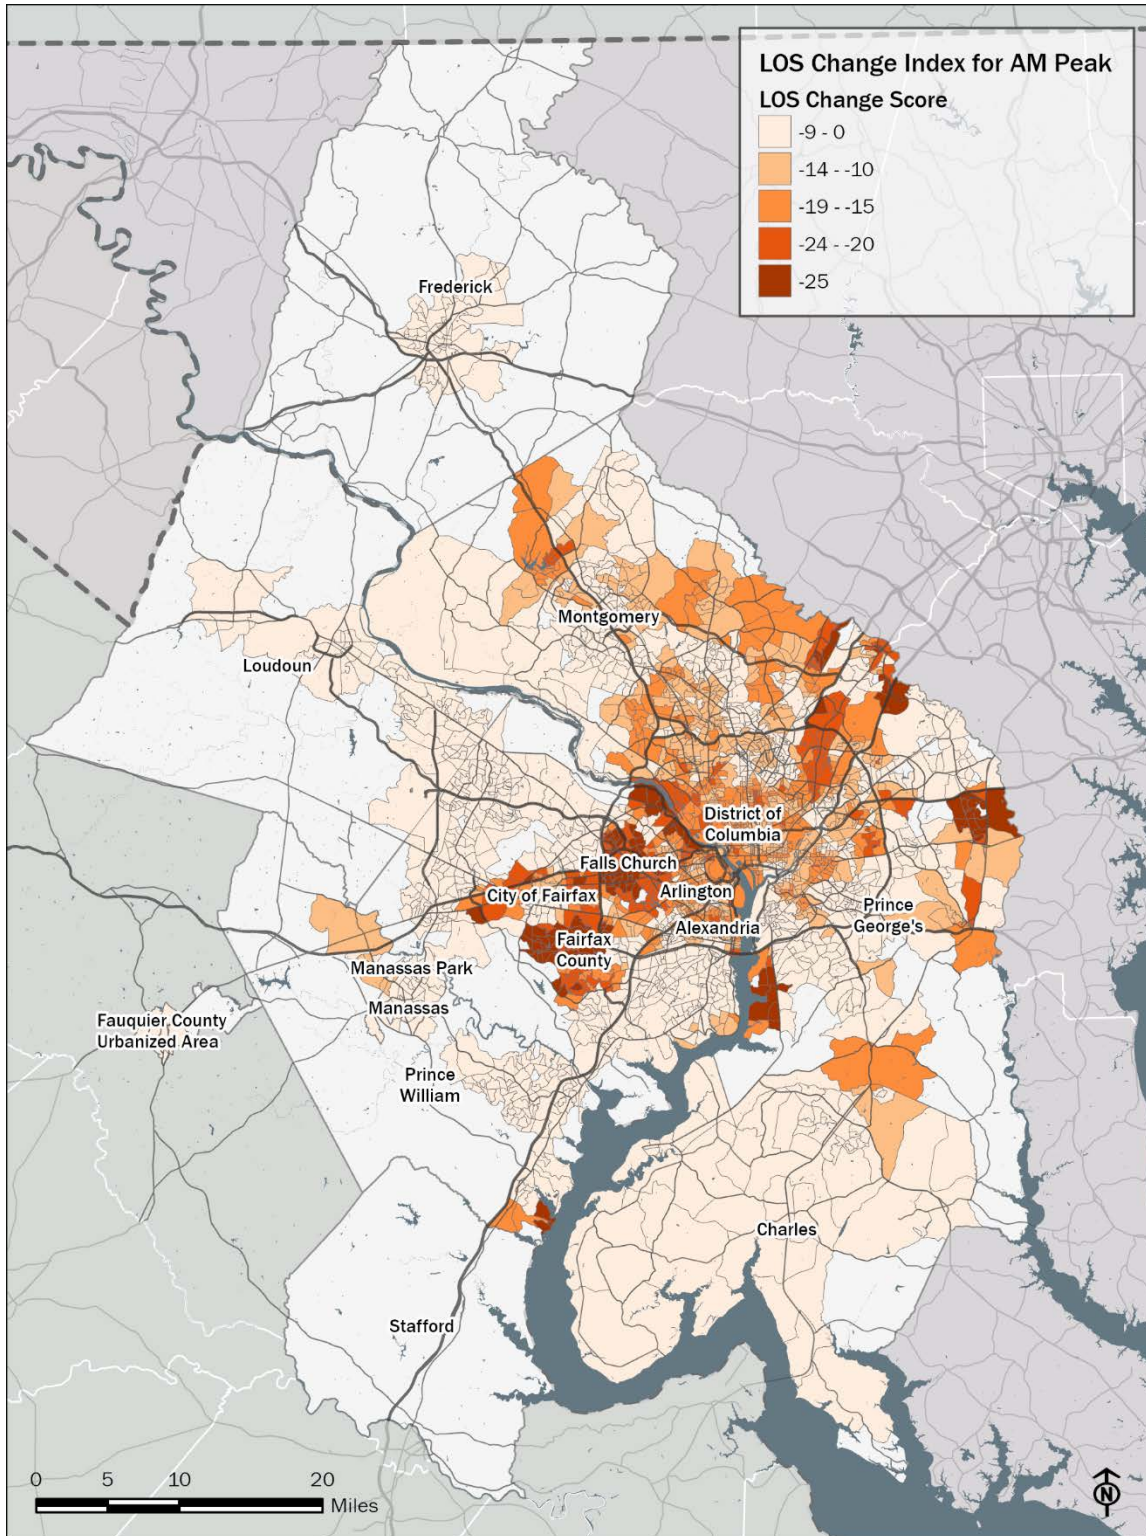 LOS Change Index for AM Peak
LOS Change Score
-9 - 0
-14 - -10
-19 - -15
-24 - -20
-25
Frederick
Montgomery
Loudoun
District of
Columbia
Falls Church
City of Fairfax
Arlington
Prince
George's
Alexandria
Fairfax
County
Manassas Park
Manassas
Fauquier County
Urbanized Area
Prince
William
Charles
Stafford
0 5 10 20
Miles
N